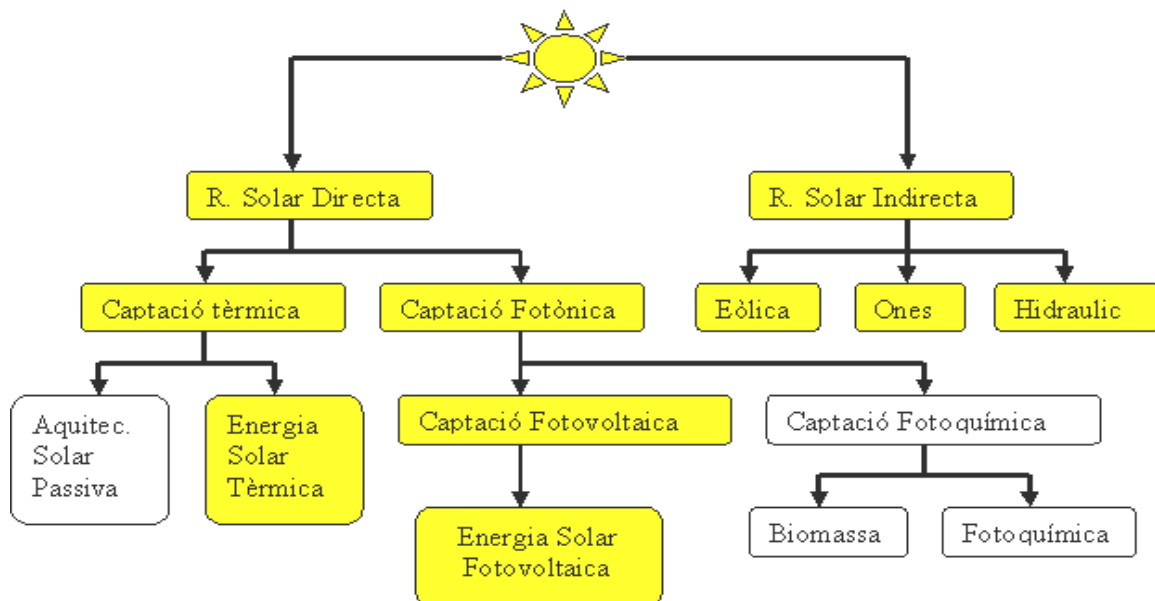 R. Solar Directa
R. Solar Indirecta
Captació tèrmica
Captació Fotònica
Eòlica
Ones
Hidraulic
Aquitec.
Solar
Passiva
Energia
Solar
Tèrmica
Captació Fotovoltaica
Captació Fotoquímica
Energia Solar
Fotovoltaica
Biomassa
Fotoquímica